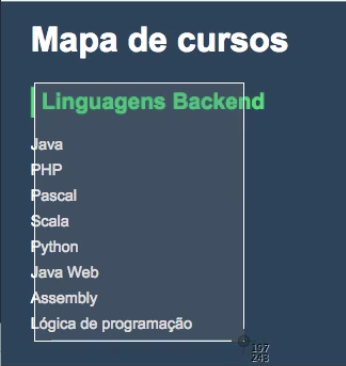 Mapa de cursos
Linguagens Backend
Java
PHP
Pascal
Scala
Python
Java Web
Assembly
Lógica de programação
197
243